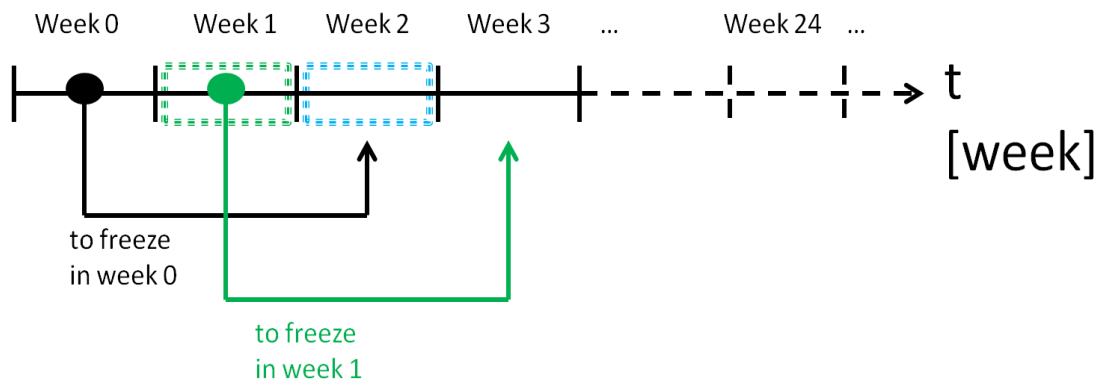 Week 0 Week 1 Week 2 Week 3 ... Week 24 ...
t
[week]
to freeze
in week 0
to freeze
in week 1